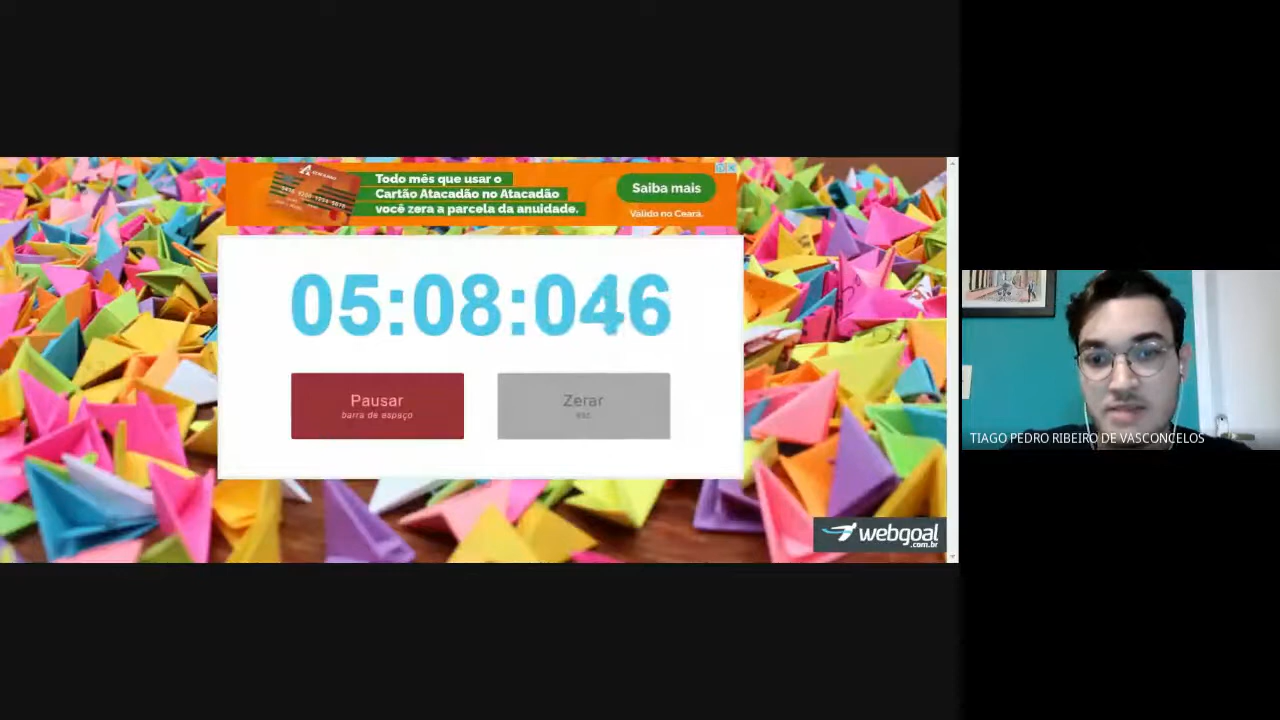 Todo mês que usar o
Cartão Atacadão no Atacadão
você zera a parcela da anuidade.
Saiba mais
Válido no Ceará.
05:08:046
Pausar
barra de espaço
Zerar
esc
webgoal
.com.br
TIAGO PEDRO RIBEIRO DE VASCONCELOS